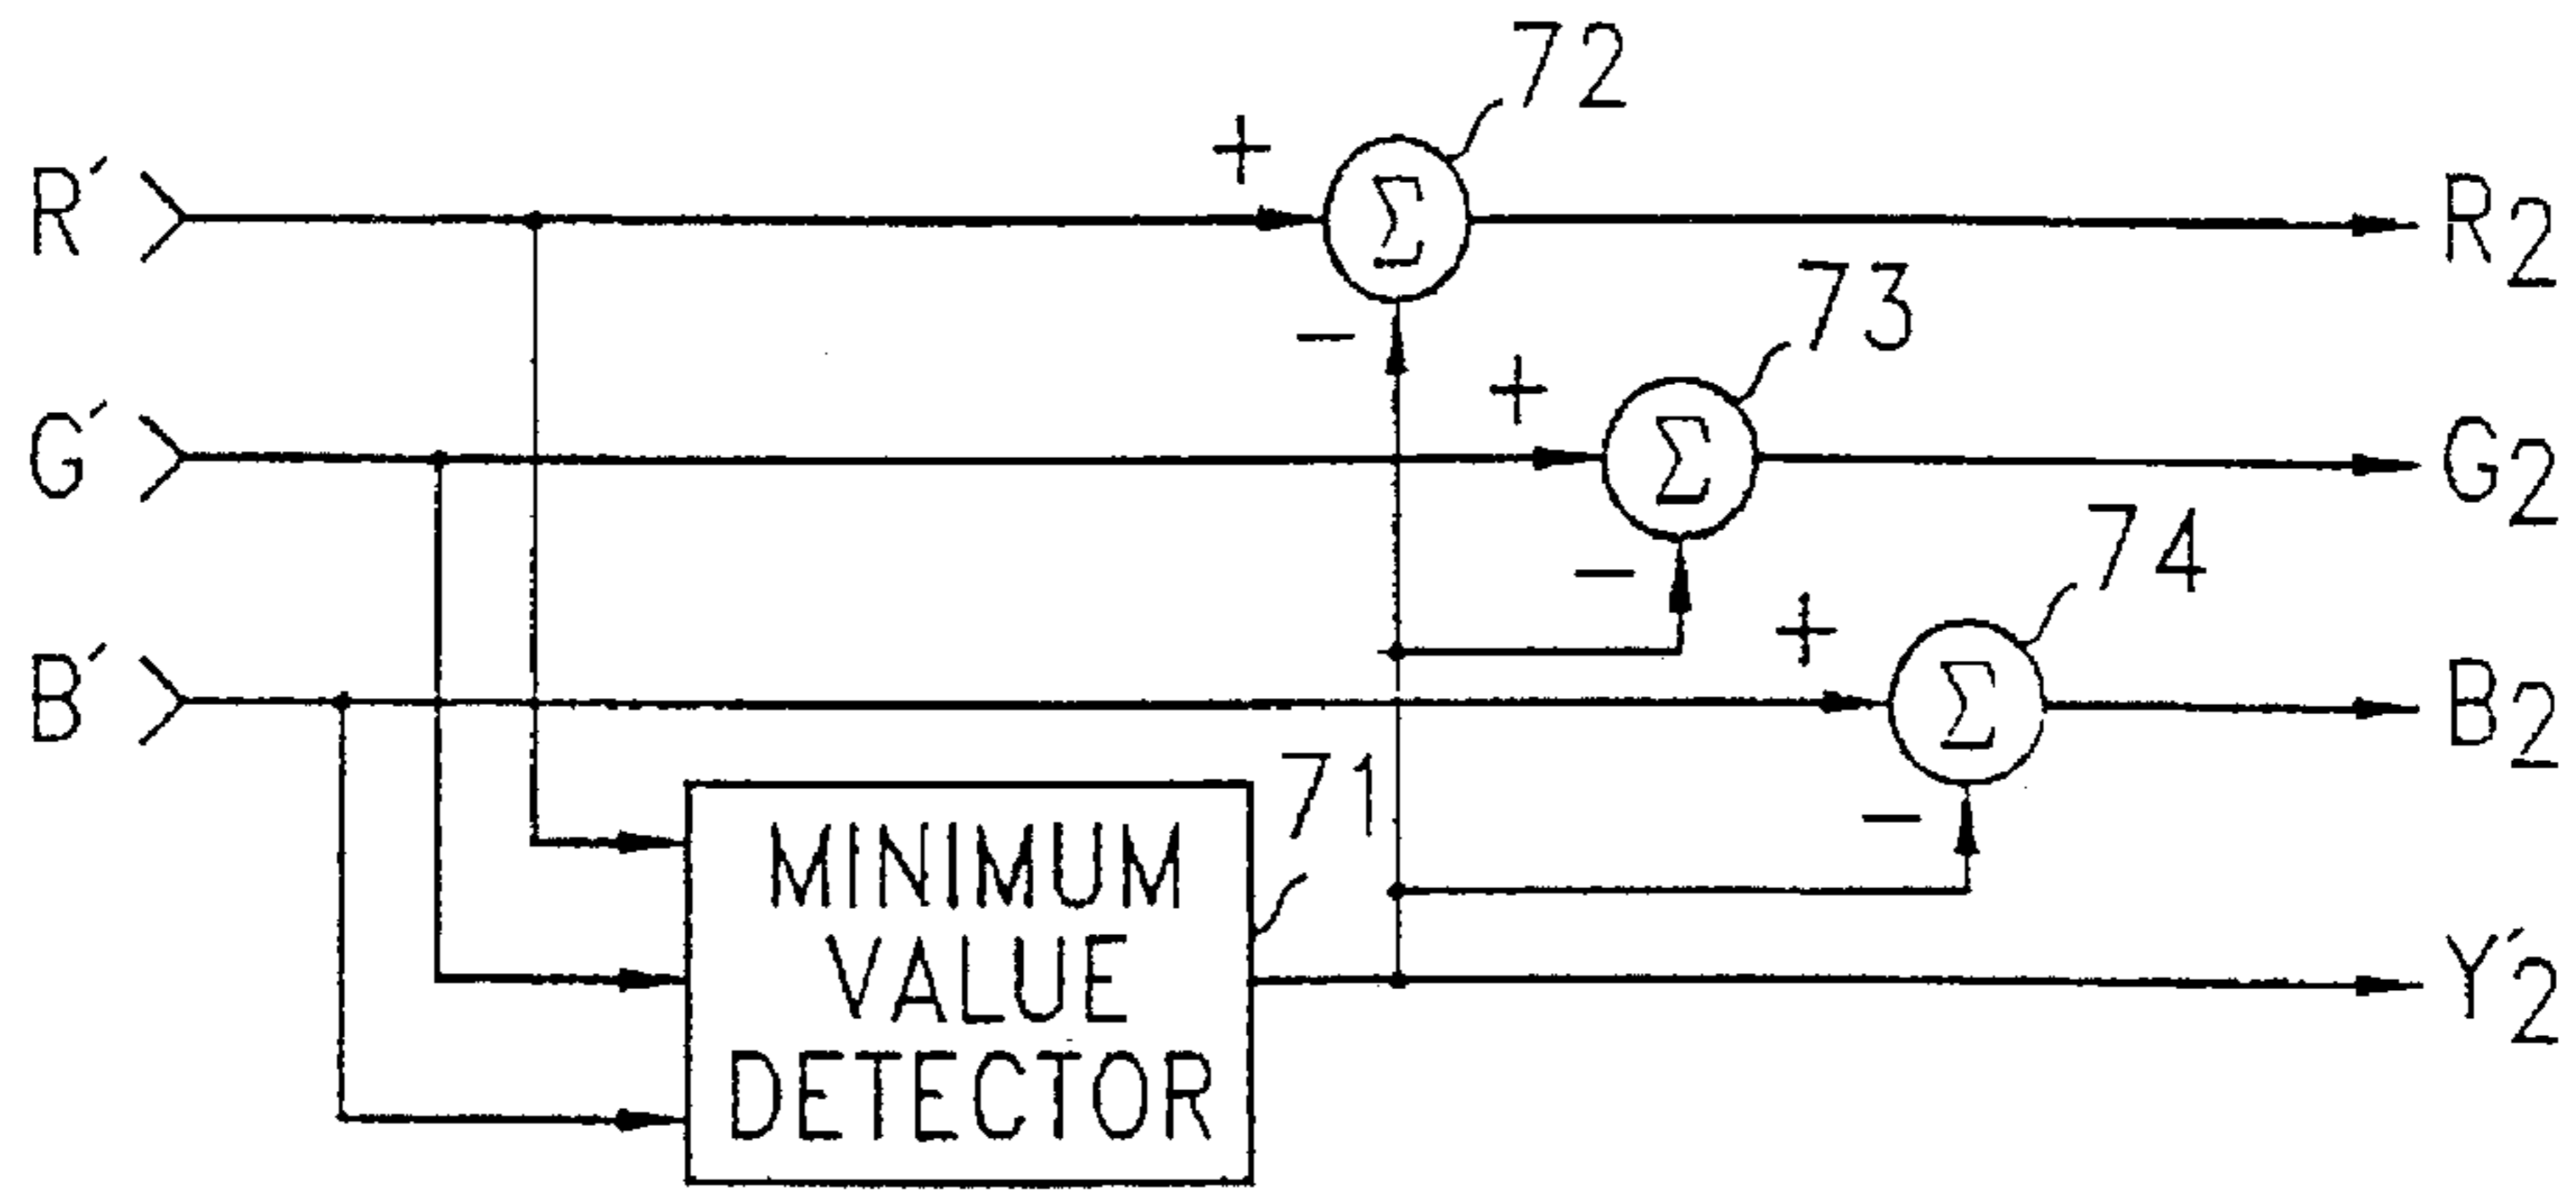 72
+
R′ Σ R2
−
73
+
G′ Σ G2
−
74
+
B′ Σ B2
−
71
MINIMUM
VALUE
DETECTOR
Y′2